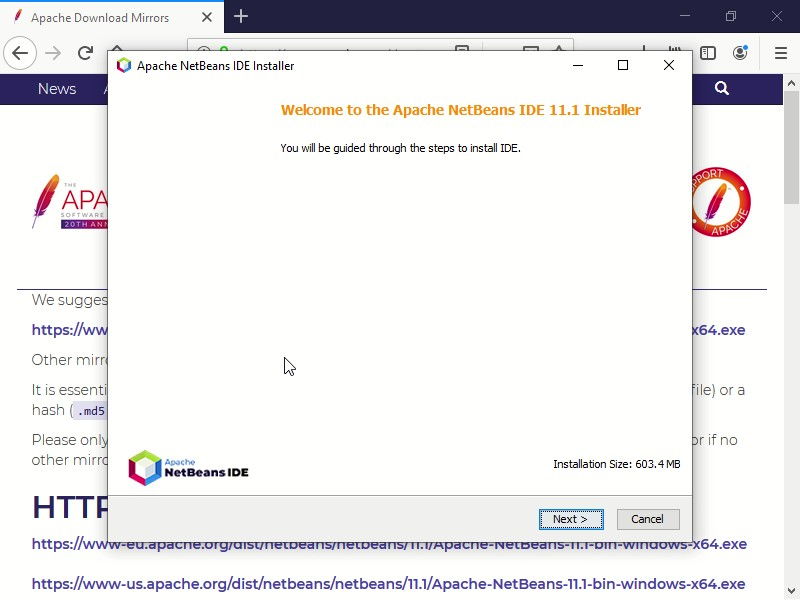 Apache Download Mirrors
Apache NetBeans IDE Installer
News
Welcome to the Apache NetBeans IDE 11.1 Installer
You will be guided through the steps to install IDE.
THE
APA
SOFTWARE
20TH ANN
SUPPORT
APACHE
We sugges
https://ww
x64.exe
Other mirr
It is essenti
file) or a
hash ( .md5
Please only
or if no
other mirro
Apache
NetBeans IDE
Installation Size: 603.4 MB
HTTP
Next >
Cancel
https://www-eu.apache.org/dist/netbeans/netbeans/11.1/Apache-NetBeans-11.1-bin-windows-x64.exe
https://www-us.apache.org/dist/netbeans/netbeans/11.1/Apache-NetBeans-11.1-bin-windows-x64.exe